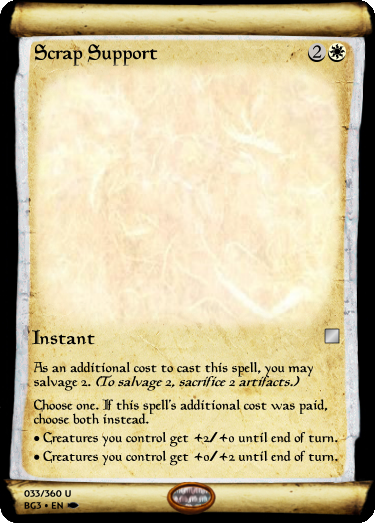 Scrap Support 2
Instant
As an additional cost to cast this spell, you may
salvage 2. (To salvage 2, sacrifice 2 artifacts.)
Choose one. If this spell's additional cost was paid,
choose both instead.
• Creatures you control get +2/+0 until end of turn.
• Creatures you control get +0/+2 until end of turn.
033/360 U
BG3 • EN